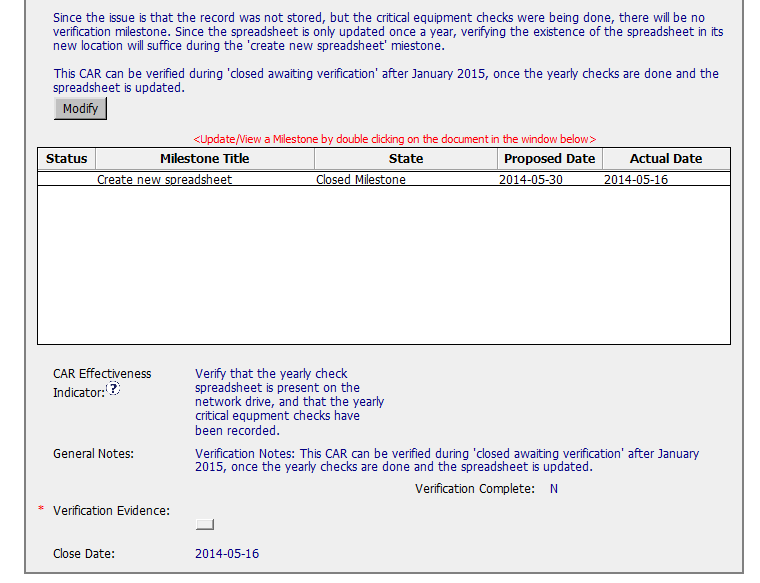 Since the issue is that the record was not stored, but the critical equipment checks were being done, there will be no
verification milestone. Since the spreadsheet is only updated once a year, verifying the existence of the spreadsheet in its
new location will suffice during the 'create new spreadsheet' miestone.
This CAR can be verified during 'closed awaiting verification' after January 2015, once the yearly checks are done and the
spreadsheet is updated.
Modify
<Update/View a Milestone by double clicking on the document in the window below>
Status Milestone Title State Proposed Date Actual Date
Create new spreadsheet Closed Milestone 2014-05-30 2014-05-16
CAR Effectiveness Verify that the yearly check
Indicator: ? spreadsheet is present on the
network drive, and that the yearly
critical equpment checks have
been recorded.
General Notes: Verification Notes: This CAR can be verified during 'closed awaiting verification' after January
2015, once the yearly checks are done and the spreadsheet is updated.
Verification Complete: N
* Verification Evidence:
Close Date: 2014-05-16